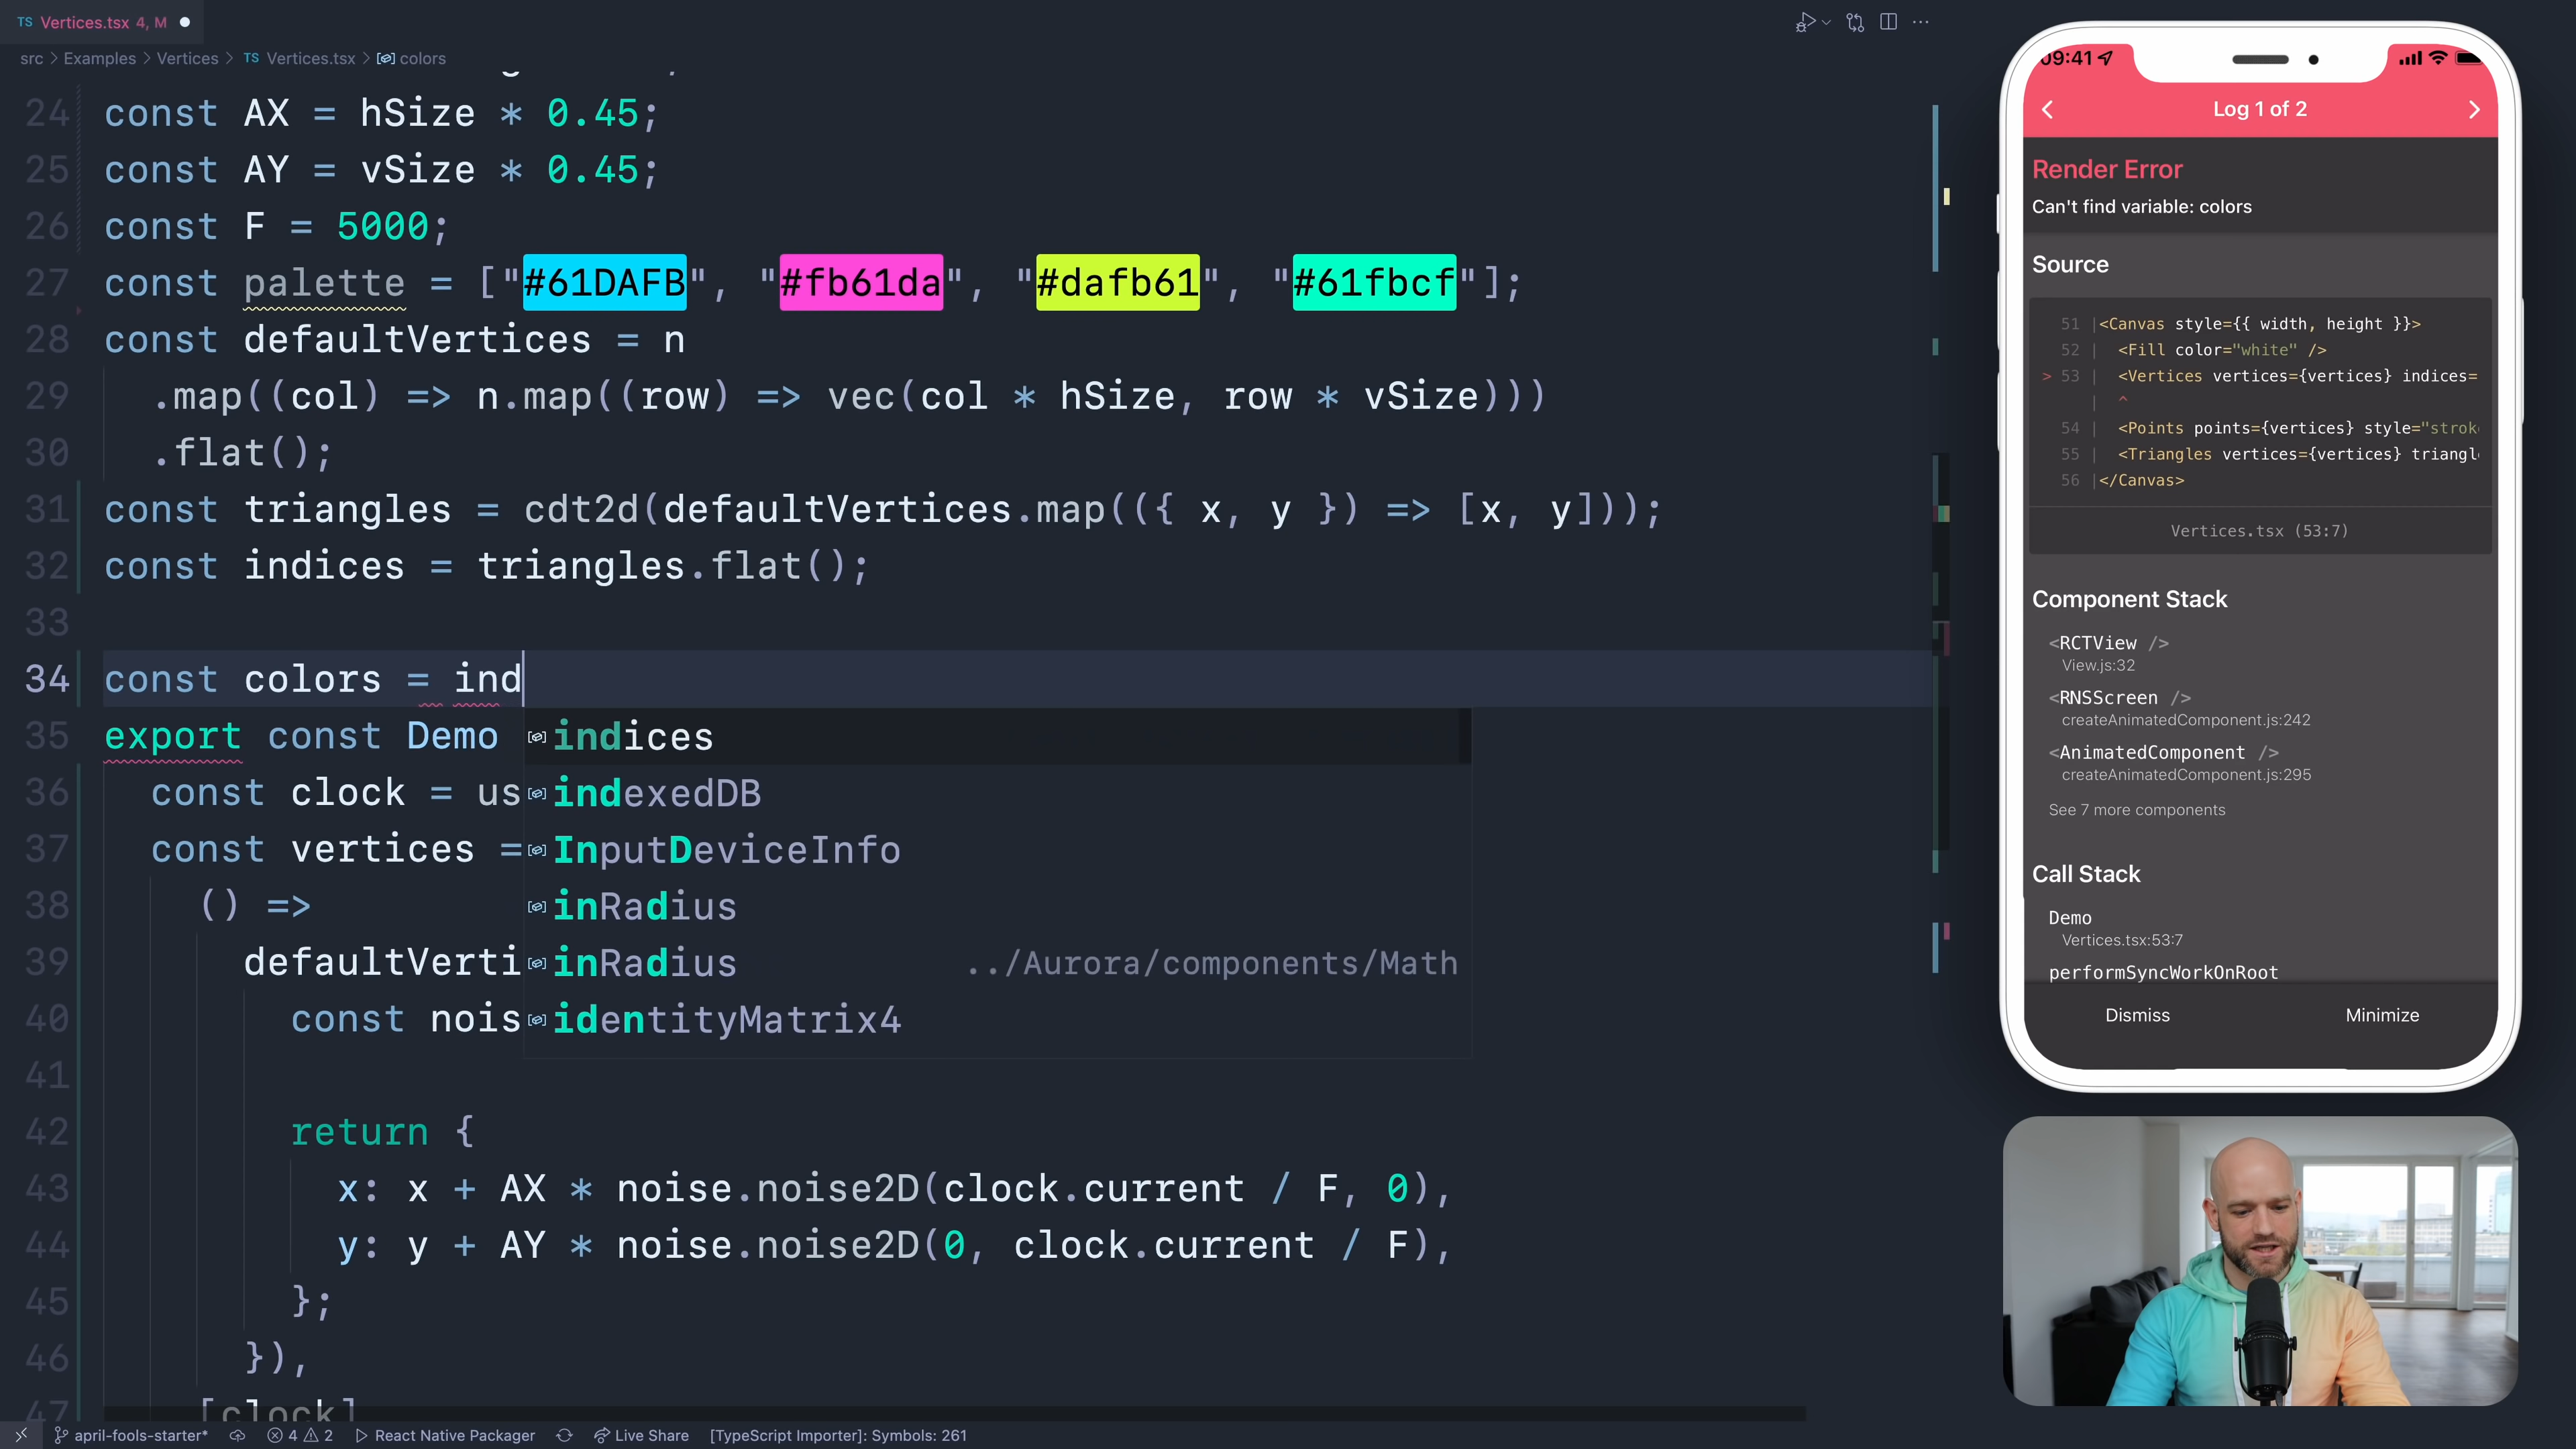 TS Vertices.tsx 4, M
src > Examples > Vertices > TS Vertices.tsx > colors
24 const AX = hSize * 0.45;
25 const AY = vSize * 0.45;
26 const F = 5000;
27 const palette = ["#61DAFB", "#fb61da", "#dafb61", "#61fbcf"];
28 const defaultVertices = n
29 .map((col) => n.map((row) => vec(col * hSize, row * vSize)))
30 .flat();
31 const triangles = cdt2d(defaultVertices.map(({ x, y }) => [x, y]));
32 const indices = triangles.flat();
33
34 const colors = ind
35 export const Demo
36 const clock = us
37 const vertices =
38 () =>
39 defaultVerti
40 const nois
41
42 return {
43 x: x + AX * noise.noise2D(clock.current / F, 0),
44 y: y + AY * noise.noise2D(0, clock.current / F),
45 };
46 }),
47 [clock]
indices
indexedDB
InputDeviceInfo
inRadius
inRadius ../Aurora/components/Math
identityMatrix4
april-fools-starter* 4 2 React Native Packager Live Share [TypeScript Importer]: Symbols: 261
09:41
Log 1 of 2
Render Error
Can't find variable: colors
Source
51 |<Canvas style={{ width, height }}>
52 | <Fill color="white" />
> 53 | <Vertices vertices={vertices} indices=
| ^
54 | <Points points={vertices} style="strok
55 | <Triangles vertices={vertices} triangl
56 |</Canvas>
Vertices.tsx (53:7)
Component Stack
<RCTView />
View.js:32
<RNSScreen />
createAnimatedComponent.js:242
<AnimatedComponent />
createAnimatedComponent.js:295
See 7 more components
Call Stack
Demo
Vertices.tsx:53:7
performSyncWorkOnRoot
Dismiss Minimize